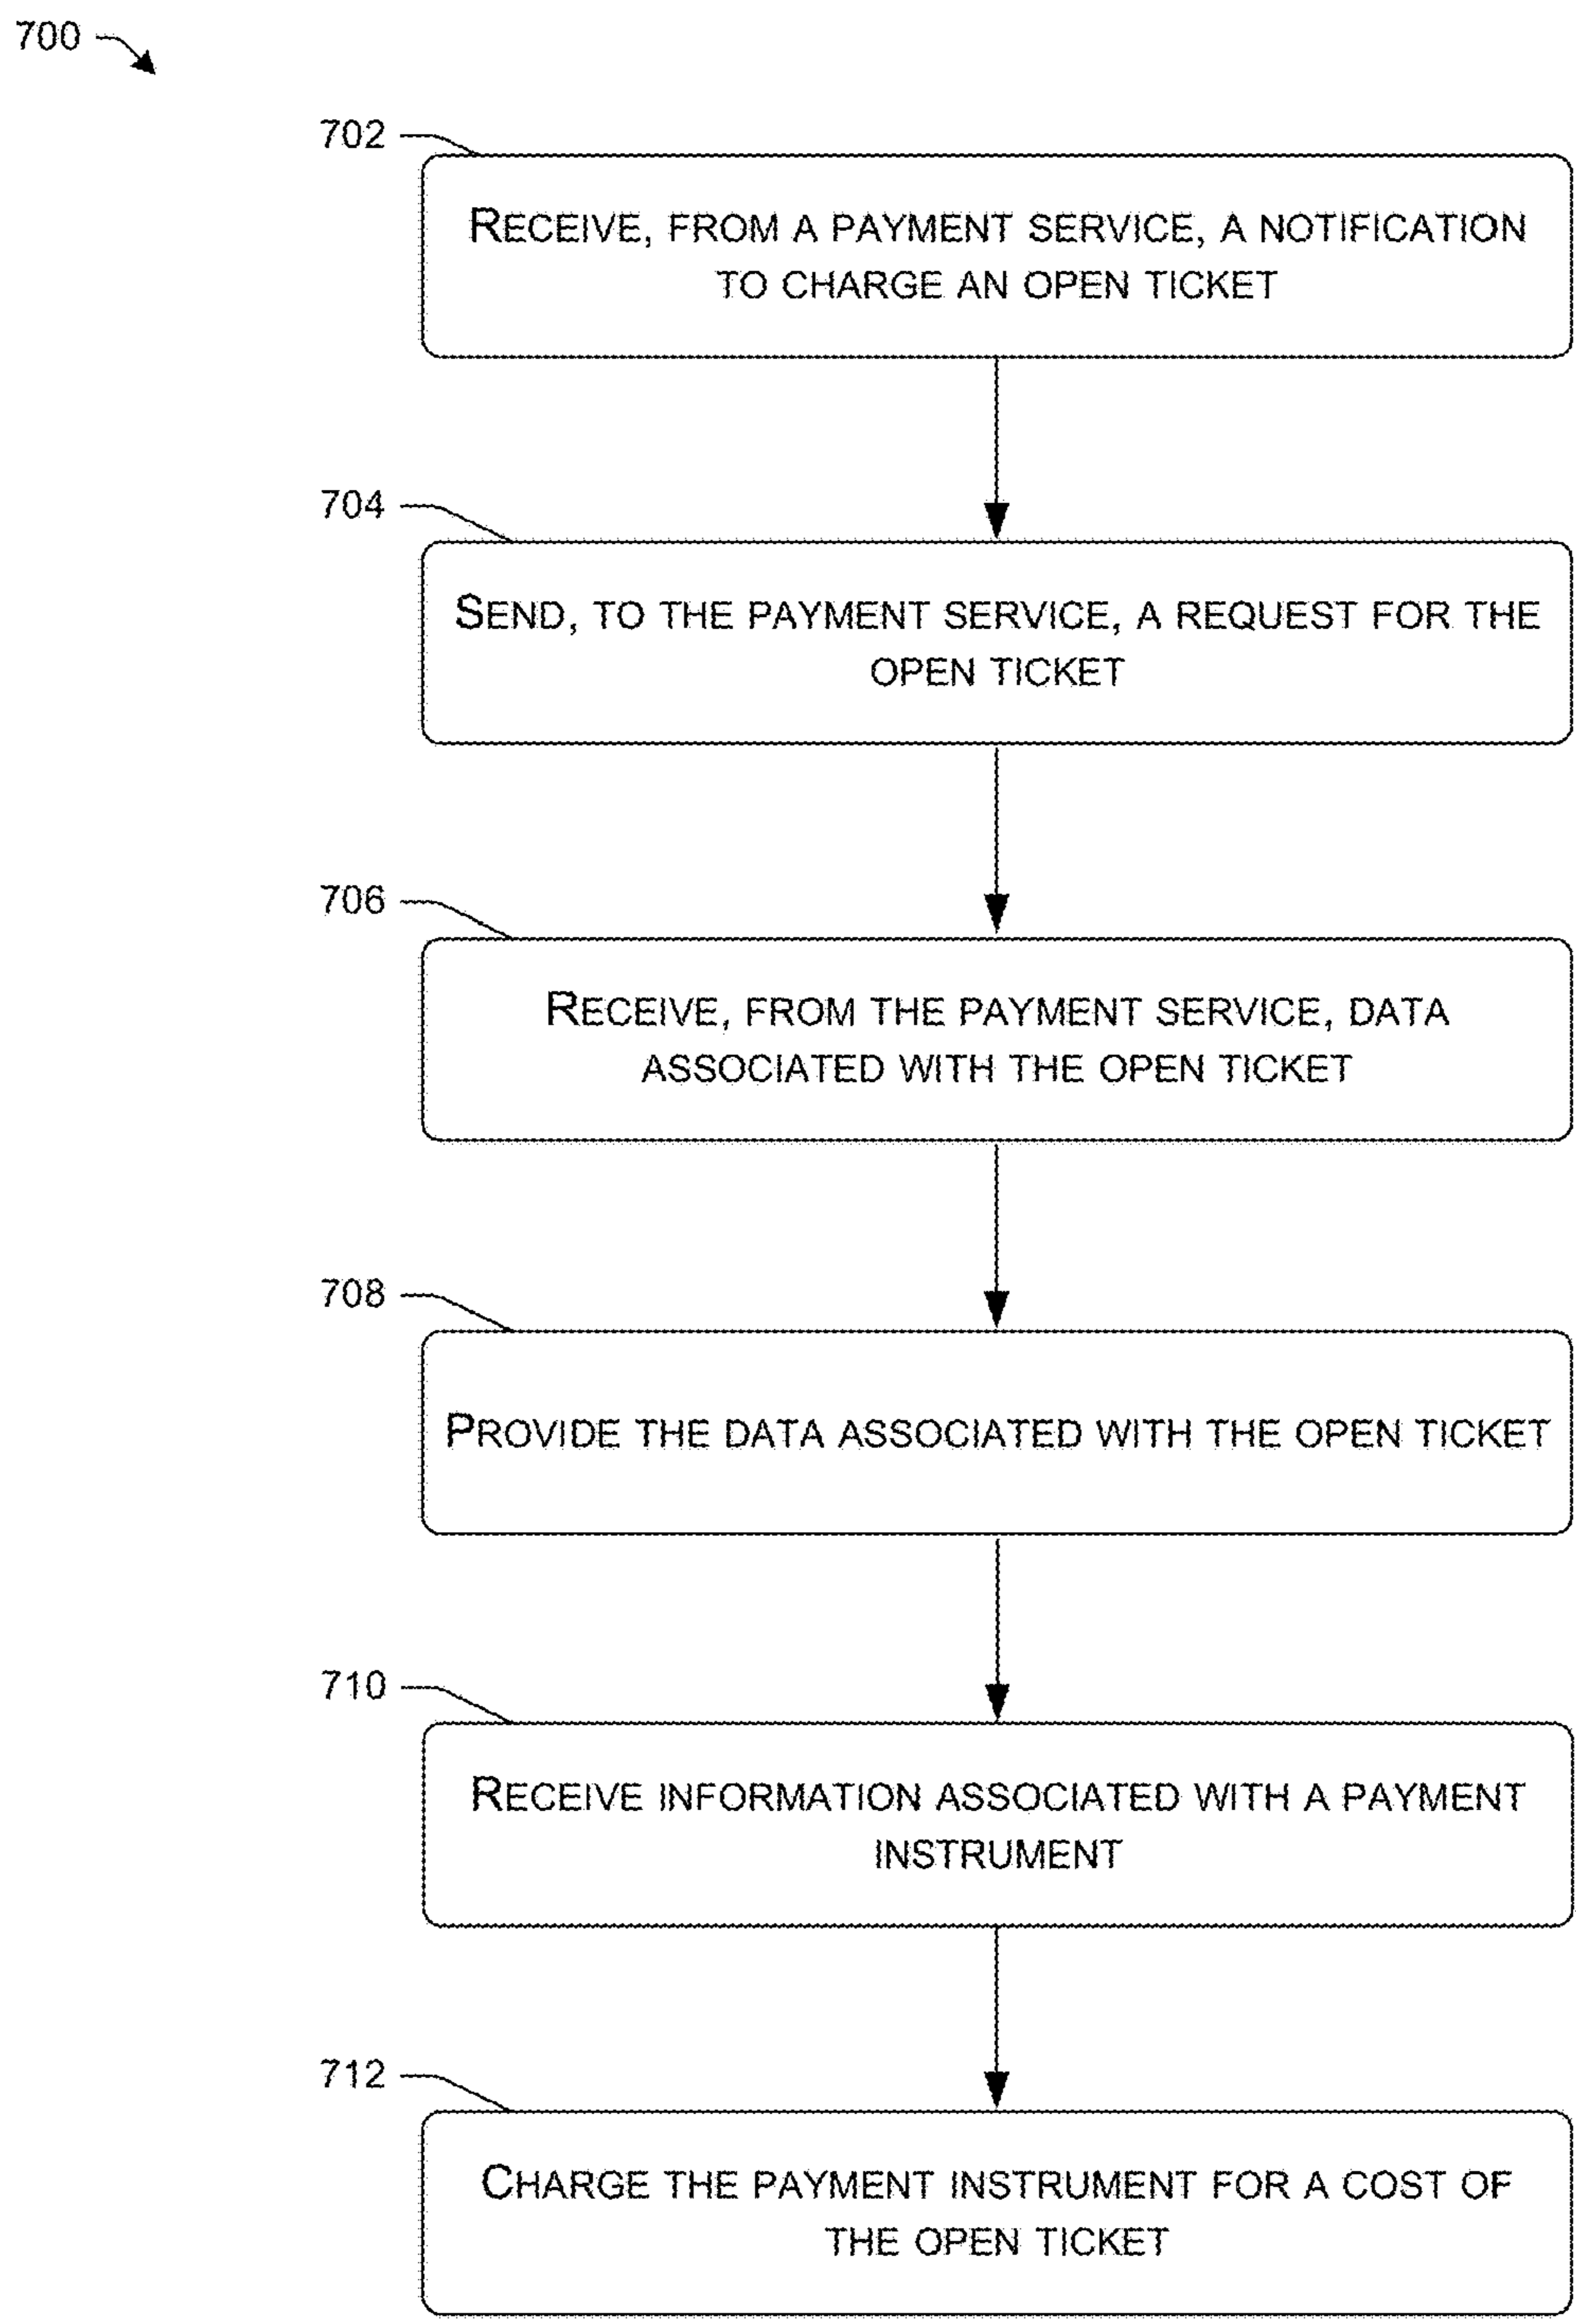 700
702
RECEIVE, FROM A PAYMENT SERVICE, A NOTIFICATION
TO CHARGE AN OPEN TICKET
704
SEND, TO THE PAYMENT SERVICE, A REQUEST FOR THE
OPEN TICKET
706
RECEIVE, FROM THE PAYMENT SERVICE, DATA
ASSOCIATED WITH THE OPEN TICKET
708
PROVIDE THE DATA ASSOCIATED WITH THE OPEN TICKET
710
RECEIVE INFORMATION ASSOCIATED WITH A PAYMENT
INSTRUMENT
712
CHARGE THE PAYMENT INSTRUMENT FOR A COST OF
THE OPEN TICKET